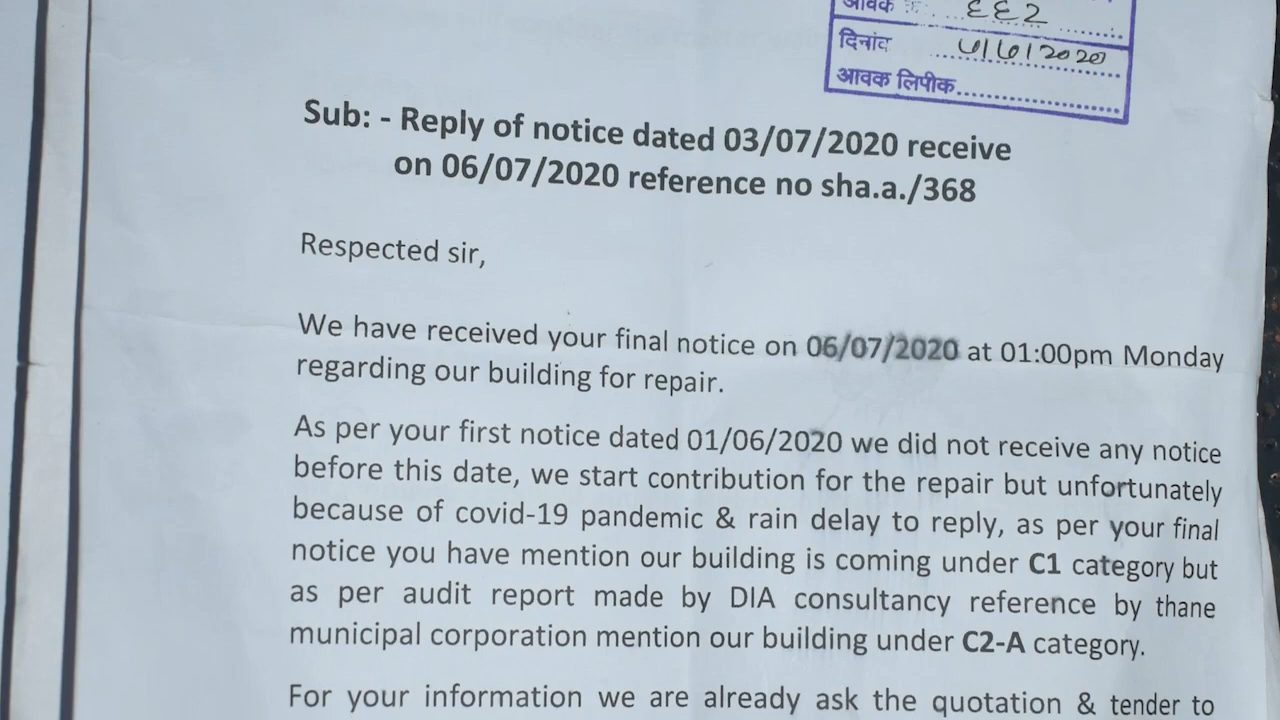 आवक क्र. ६६२
दिनांक ७/७/2020
आवक लिपीक
Sub: - Reply of notice dated 03/07/2020 receive
on 06/07/2020 reference no sha.a./368
Respected sir,
We have received your final notice on 06/07/2020 at 01:00pm Monday
regarding our building for repair.
As per your first notice dated 01/06/2020 we did not receive any notice
before this date, we start contribution for the repair but unfortunately
because of covid-19 pandemic & rain delay to reply, as per your final
notice you have mention our building is coming under C1 category but
as per audit report made by DIA consultancy reference by thane
municipal corporation mention our building under C2-A category.
For your information we are already ask the quotation & tender to